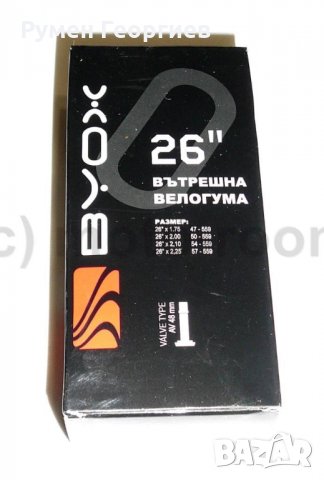 Румен Георгиев
BYOX
26"
ВЪТРЕШНА
ВЕЛОГУМА
РАЗМЕР:
26" x 1.75 47 - 559
26" x 2.00 50 - 559
26" x 2,10 54 - 559
26" x 2,25 57 - 559
VALVE TYPE
AV 48 mm
BAZAR